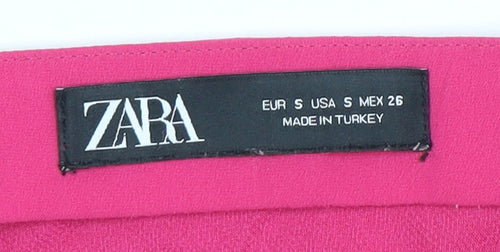 ZARA
EUR S USA S MEX 26
MADE IN TURKEY